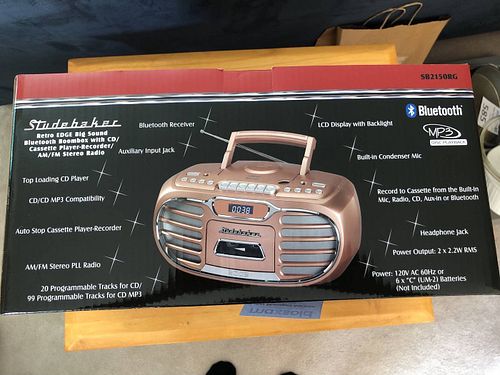 SB2150RG
Studebaker
Retro EDGE Big Sound
Bluetooth Boombox with CD/
Cassette Player-Recorder/
AM/FM Stereo Radio
Bluetooth Receiver
Auxiliary Input Jack
Top Loading CD Player
CD/CD MP3 Compatibility
Auto Stop Cassette Player-Recorder
AM/FM Stereo PLL Radio
20 Programmable Tracks for CD/
99 Programmable Tracks for CD MP3
LCD Display with Backlight
Bluetooth
MP3
DISC PLAYBACK
Built-in Condenser Mic
Record to Cassette from the Built-in
Mic, Radio, CD, Aux-in or Bluetooth
Headphone Jack
Power Output: 2 x 2.2W RMS
Power: 120V AC 60Hz or
6 x "C" (UM-2) Batteries
(Not Included)
0038
Studebaker